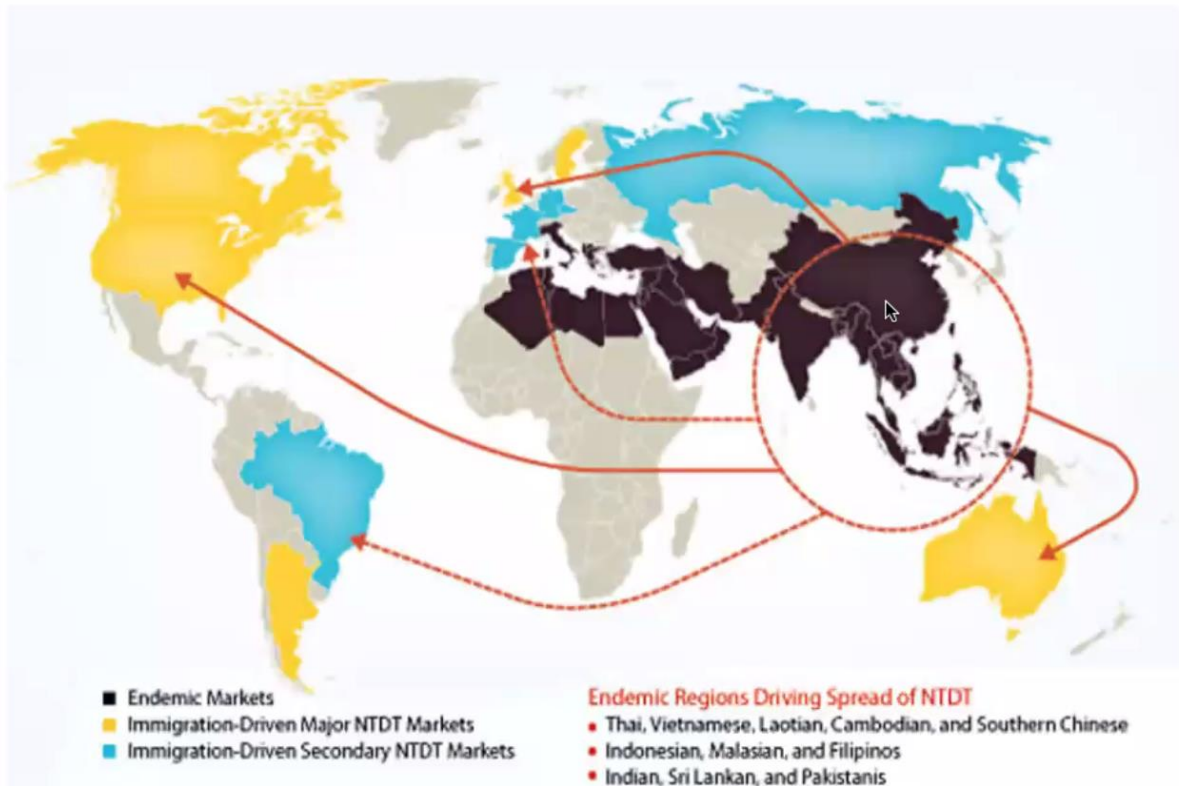 Endemic Markets
Immigration-Driven Major NTDT Markets
Immigration-Driven Secondary NTDT Markets
Endemic Regions Driving Spread of NTDT
Thai, Vietnamese, Laotian, Cambodian, and Southern Chinese
Indonesian, Malasian, and Filipinos
Indian, Sri Lankan, and Pakistanis